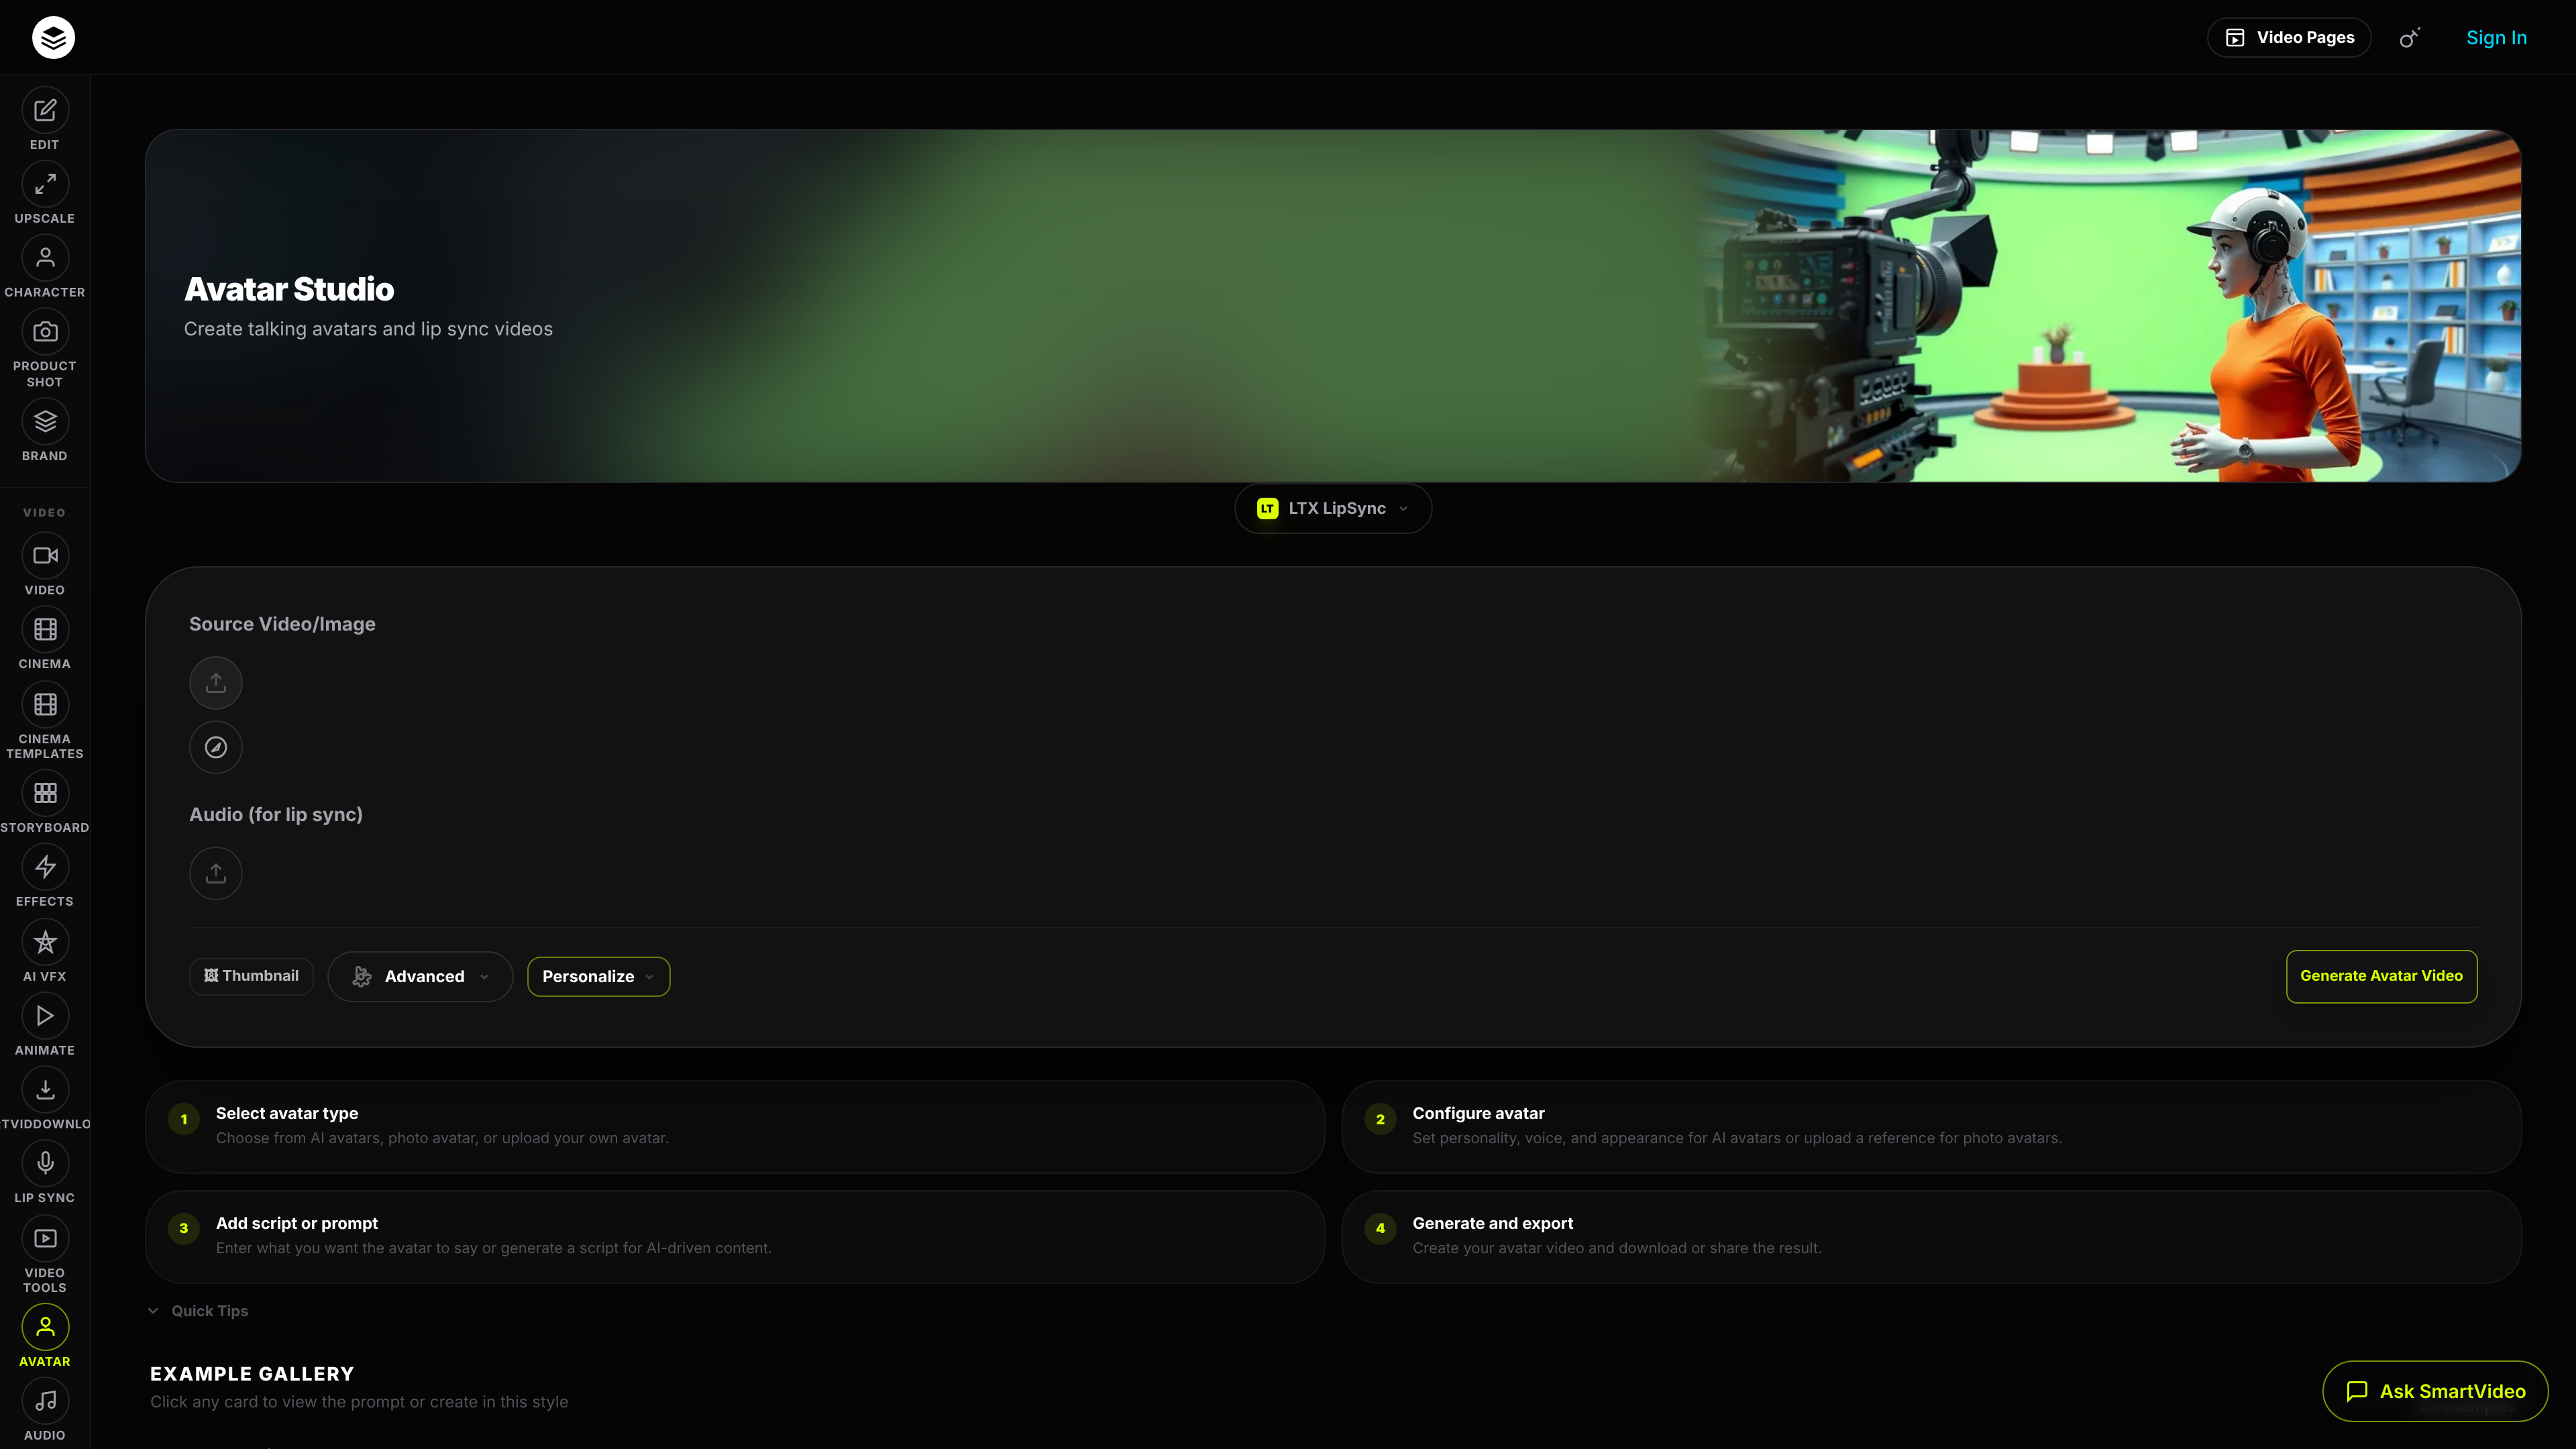 Video Pages
Sign In
EDIT
UPSCALE
CHARACTER
PRODUCT
SHOT
BRAND
VIDEO
VIDEO
CINEMA
CINEMA
TEMPLATES
STORYBOARD
EFFECTS
AI VFX
ANIMATE
TVIDDOWNLO
LIP SYNC
VIDEO
TOOLS
AVATAR
AUDIO
Avatar Studio
Create talking avatars and lip sync videos
LT LTX LipSync
Source Video/Image
Audio (for lip sync)
Thumbnail
Advanced
Personalize
Generate Avatar Video
1 Select avatar type
Choose from AI avatars, photo avatar, or upload your own avatar.
2 Configure avatar
Set personality, voice, and appearance for AI avatars or upload a reference for photo avatars.
3 Add script or prompt
Enter what you want the avatar to say or generate a script for AI-driven content.
4 Generate and export
Create your avatar video and download or share the result.
Quick Tips
EXAMPLE GALLERY
Click any card to view the prompt or create in this style
Ask SmartVideo